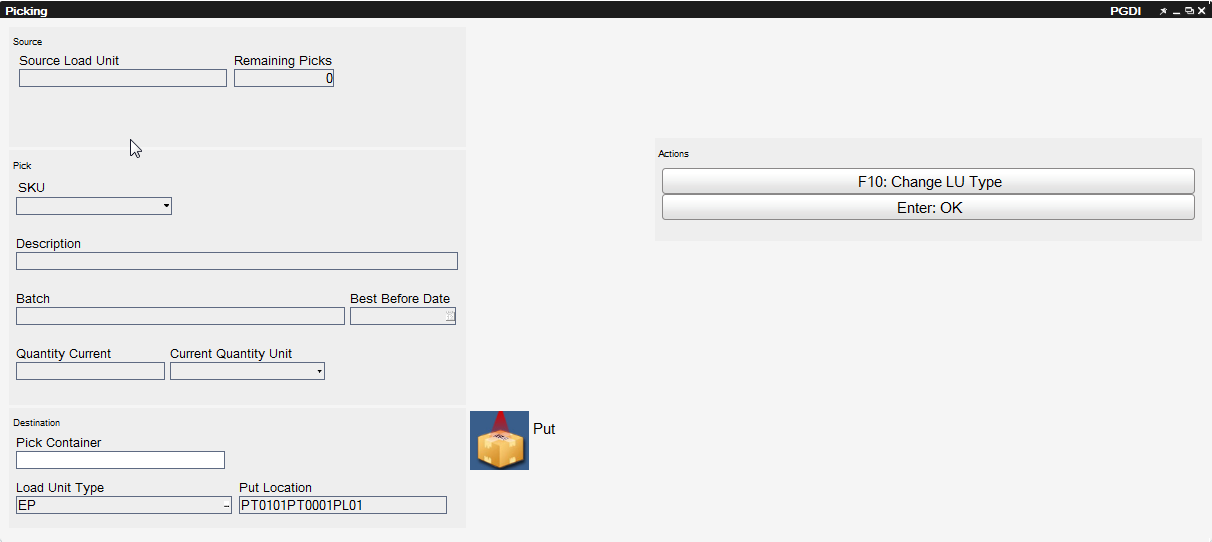 Picking PGDI
Source
Source Load Unit Remaining Picks
0
Pick
SKU
Description
Batch Best Before Date
Quantity Current Current Quantity Unit
Destination
Pick Container
Load Unit Type Put Location
EP PT0101PT0001PL01
Put
Actions
F10: Change LU Type
Enter: OK